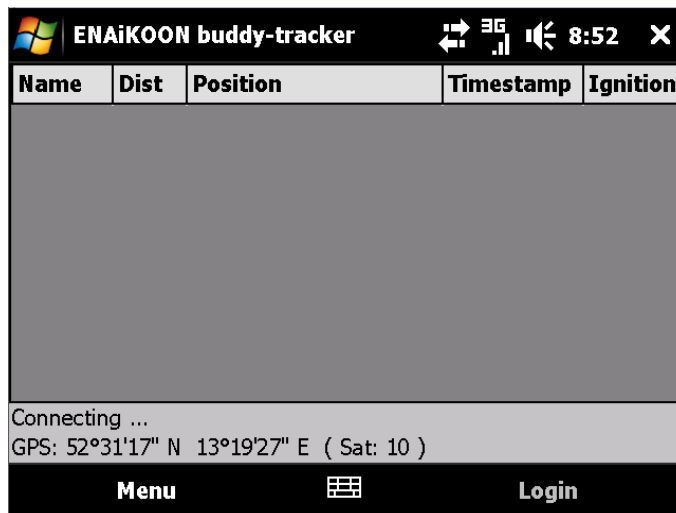 ENAiKOON buddy-tracker 3G 8:52
Name Dist Position Timestamp Ignition
Connecting ...
GPS: 52°31'17" N 13°19'27" E ( Sat: 10 )
Menu Login